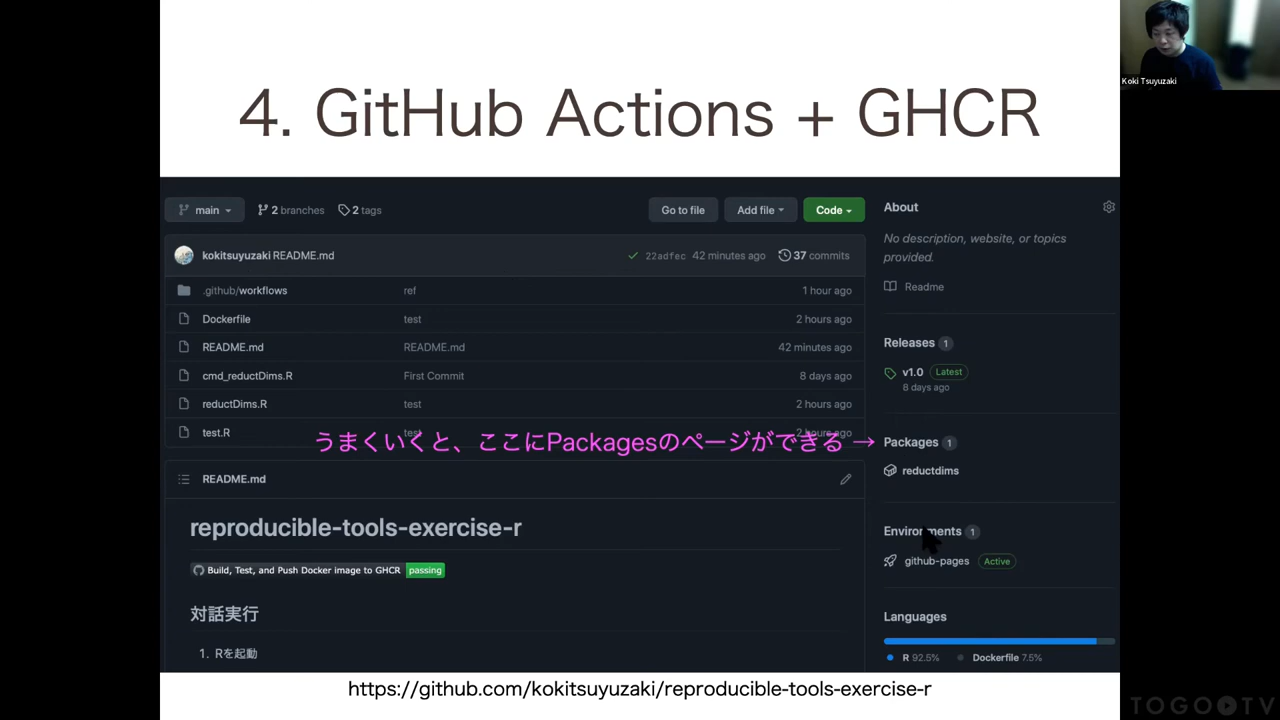 Koki Tsuyuzaki
4. GitHub Actions + GHCR
main
2 branches
2 tags
Go to file
Add file
Code
kokitsuyuzaki README.md
22adfec 42 minutes ago
37 commits
.github/workflows ref 1 hour ago
Dockerfile test 2 hours ago
README.md README.md 42 minutes ago
cmd_reductDims.R First Commit 8 days ago
reductDims.R test 2 hours ago
test.R test 2 hours ago
うまくいくと、ここにPackagesのページができる →
README.md
reproducible-tools-exercise-r
Build, Test, and Push Docker image to GHCR passing
対話実行
1. Rを起動
About
No description, website, or topics
provided.
Readme
Releases 1
v1.0 Latest
8 days ago
Packages 1
reductdims
Environments 1
github-pages Active
Languages
R 92.5% Dockerfile 7.5%
https://github.com/kokitsuyuzaki/reproducible-tools-exercise-r
TOGO TV